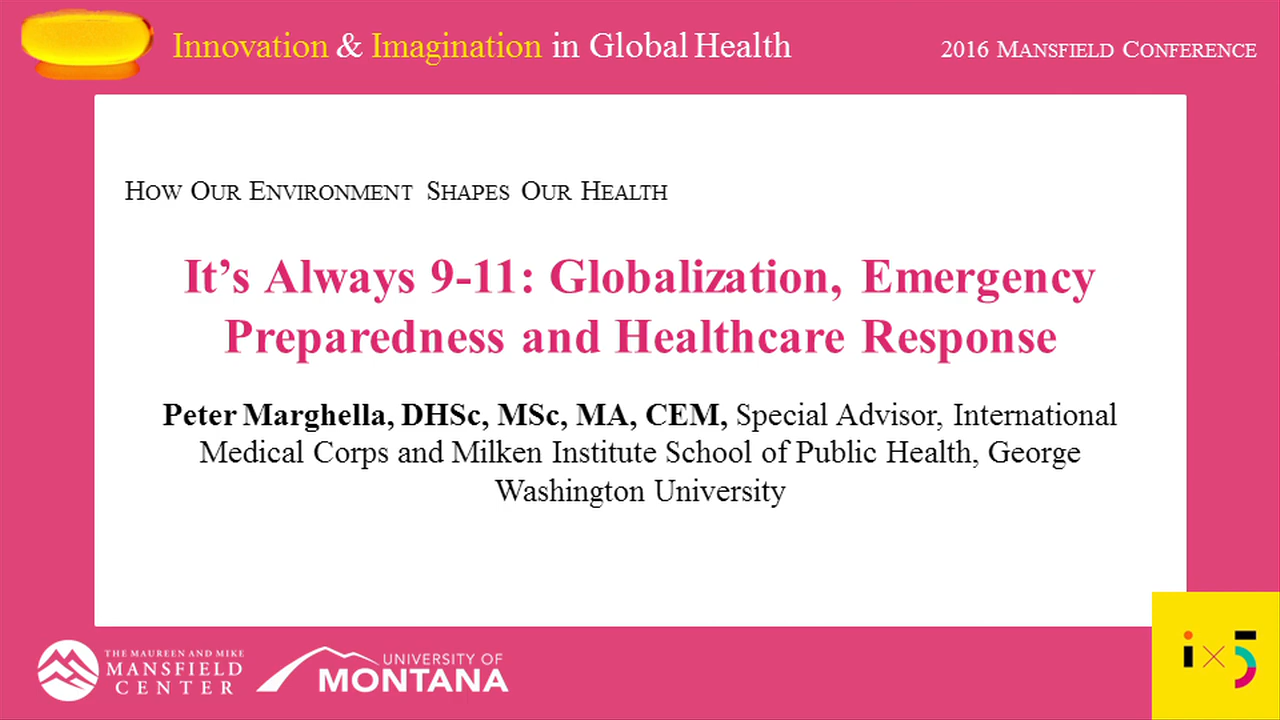 Innovation & Imagination in Global Health
2016 MANSFIELD CONFERENCE
HOW OUR ENVIRONMENT SHAPES OUR HEALTH
It’s Always 9-11: Globalization, Emergency
Preparedness and Healthcare Response
Peter Marghella, DHSc, MSc, MA, CEM, Special Advisor, International
Medical Corps and Milken Institute School of Public Health, George
Washington University
THE MAUREEN AND MIKE
MANSFIELD
CENTER
UNIVERSITY OF
MONTANA
ix5